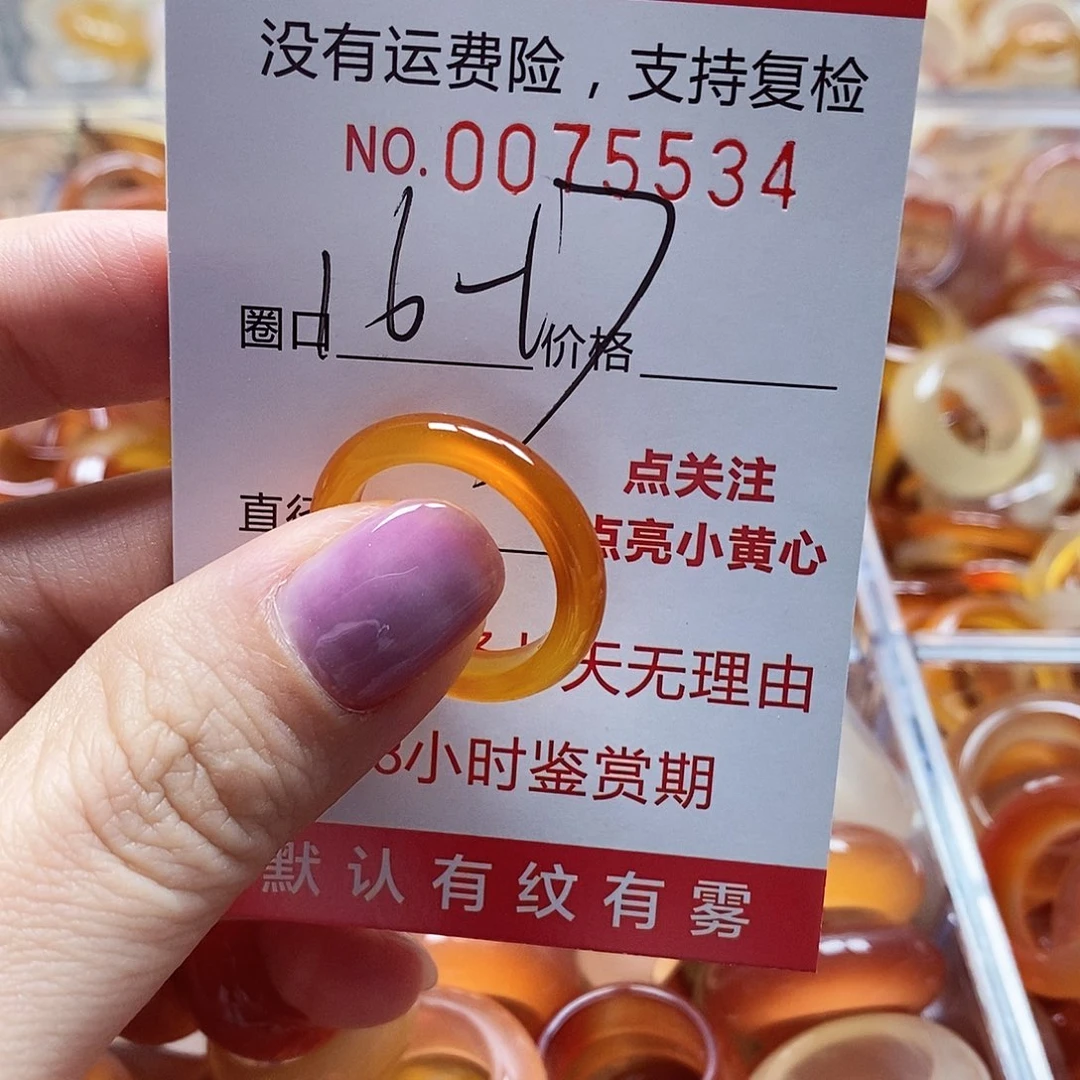 没有运费险，支持复检
NO.0075534
16-17
圈口 价格
直径
点关注
点亮小黄心
天无理由
8小时鉴赏期
默认有纹有雾